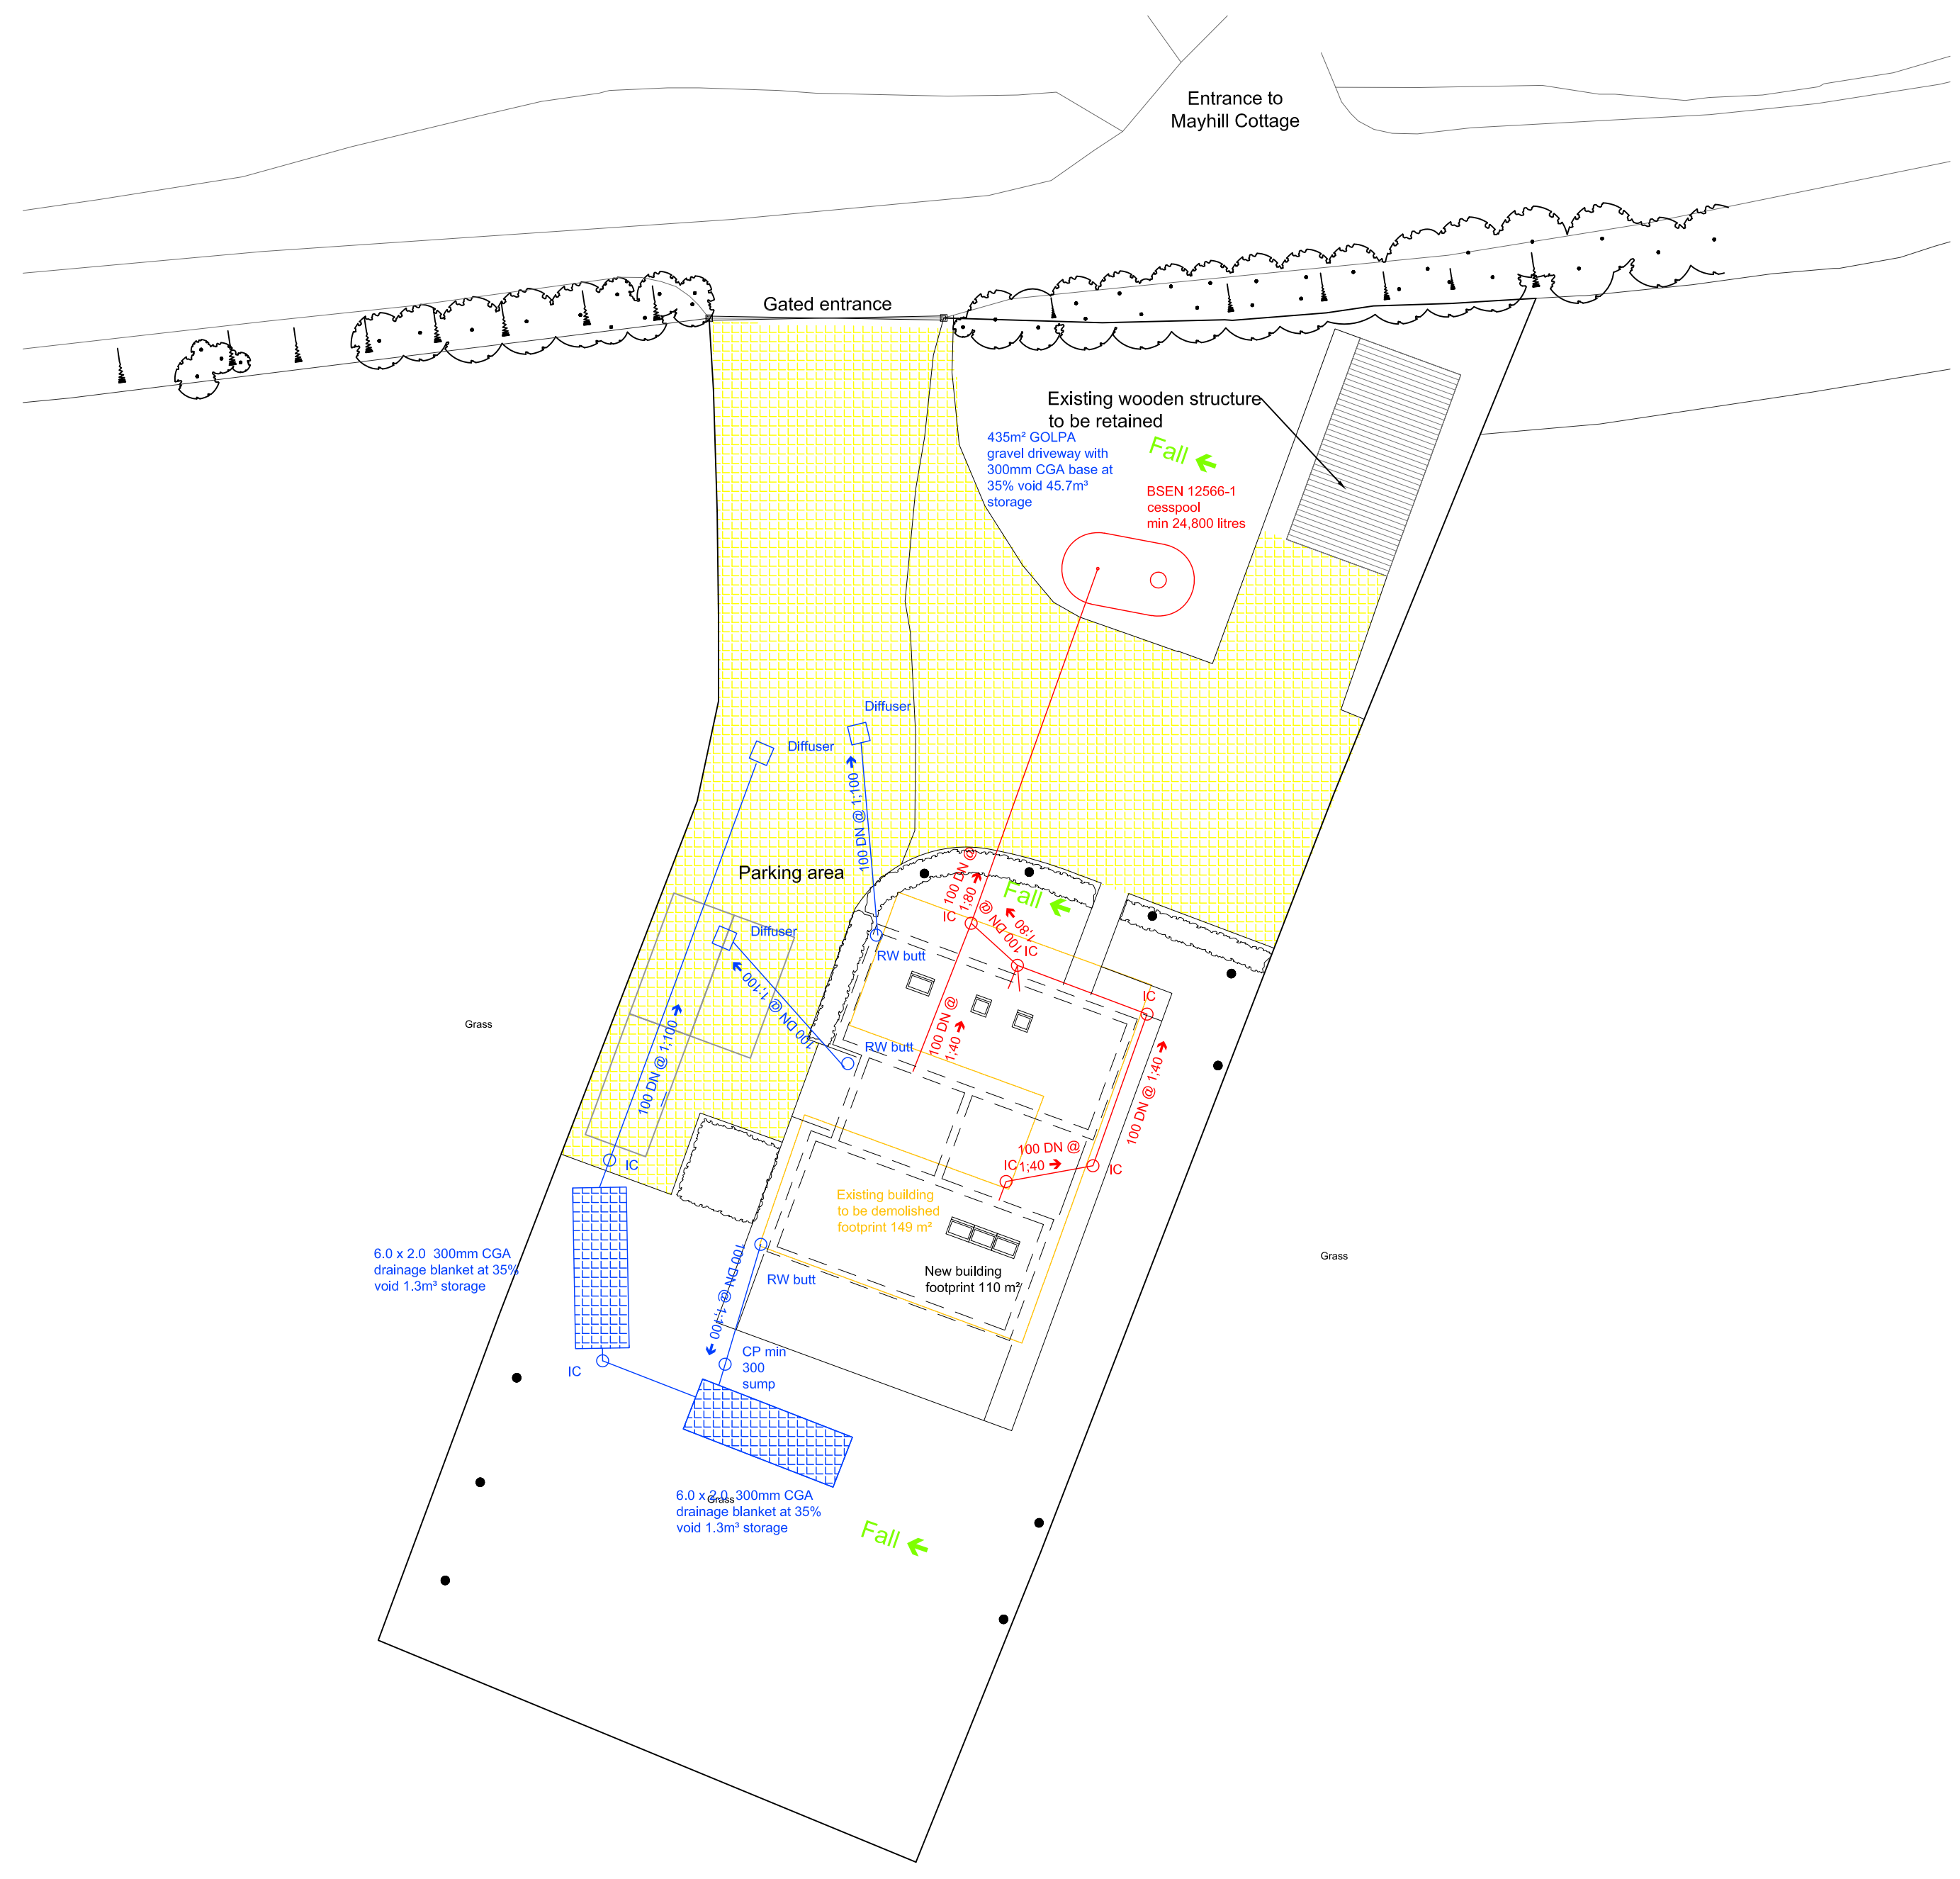 Entrance to
Mayhill Cottage
Gated entrance
Existing wooden structure
to be retained
435m² GOLPA
gravel driveway with
300mm CGA base at
35% void 45.7m³
storage
Fall
BSEN 12566-1
cesspool
min 24,800 litres
Diffuser
Diffuser
100 DN @ 1;100
Parking area
100 DN @
1;80
Fall
100 DN @
1;80
IC
IC
Diffuser
RW butt
100 DN @ 1;100
IC
Grass
100 DN @ 1;100
RW butt
100 DN @
1;40
100 DN @ 1;40
100 DN @
1;40
IC
IC
IC
Existing building
to be demolished
footprint 149 m²
6.0 x 2.0 300mm CGA
drainage blanket at 35%
void 1.3m³ storage
100 DN @ 1;100
RW butt
New building
footprint 110 m²
Grass
IC
CP min
300
sump
6.0 x 2.0 300mm CGA
Grass
drainage blanket at 35%
void 1.3m³ storage
Fall